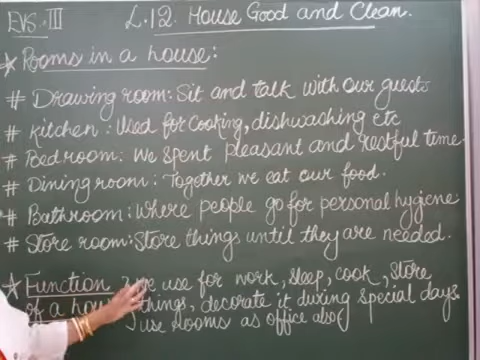 EVS.III L.12. House Good and Clean.
* Rooms in a house:
# Drawing room: Sit and talk with our guests
# Kitchen: Used for cooking, dishwashing etc
# Bedroom: We spent pleasant and restful time.
# Dining room: Together we eat our food.
# Bathroom: Where people go for personal hygiene
# Store room: Store things until they are needed.
* Function we use for work, sleep, cook, store
of a things, decorate it during special days.
use rooms as office also